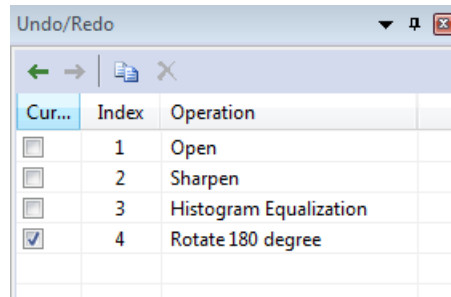 Undo/Redo
Cur... Index Operation
1 Open
2 Sharpen
3 Histogram Equalization
4 Rotate 180 degree